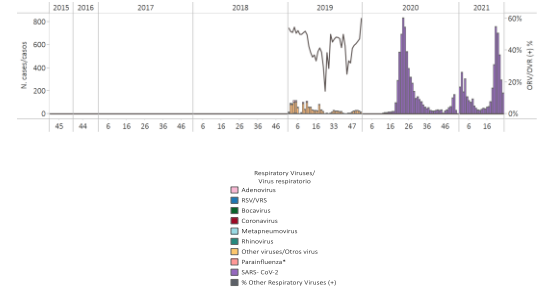 2015 2016 2017 2018 2019 2020 2021
800 60%
600
40%
400
20%
200
0 0%
N. cases/casos
ORV/OVR (+) %
45 44 6 16 26 36 46 6 16 26 36 46 6 16 33 47 6 16 26 36 46 6 16
Respiratory Viruses/
Virus respiratorio
Adenovirus
RSV/VRS
Bocavirus
Coronavirus
Metapneumovirus
Rhinovirus
Other viruses/Otros virus
Parainfluenza*
SARS- CoV-2
% Other Respiratory Viruses (+)